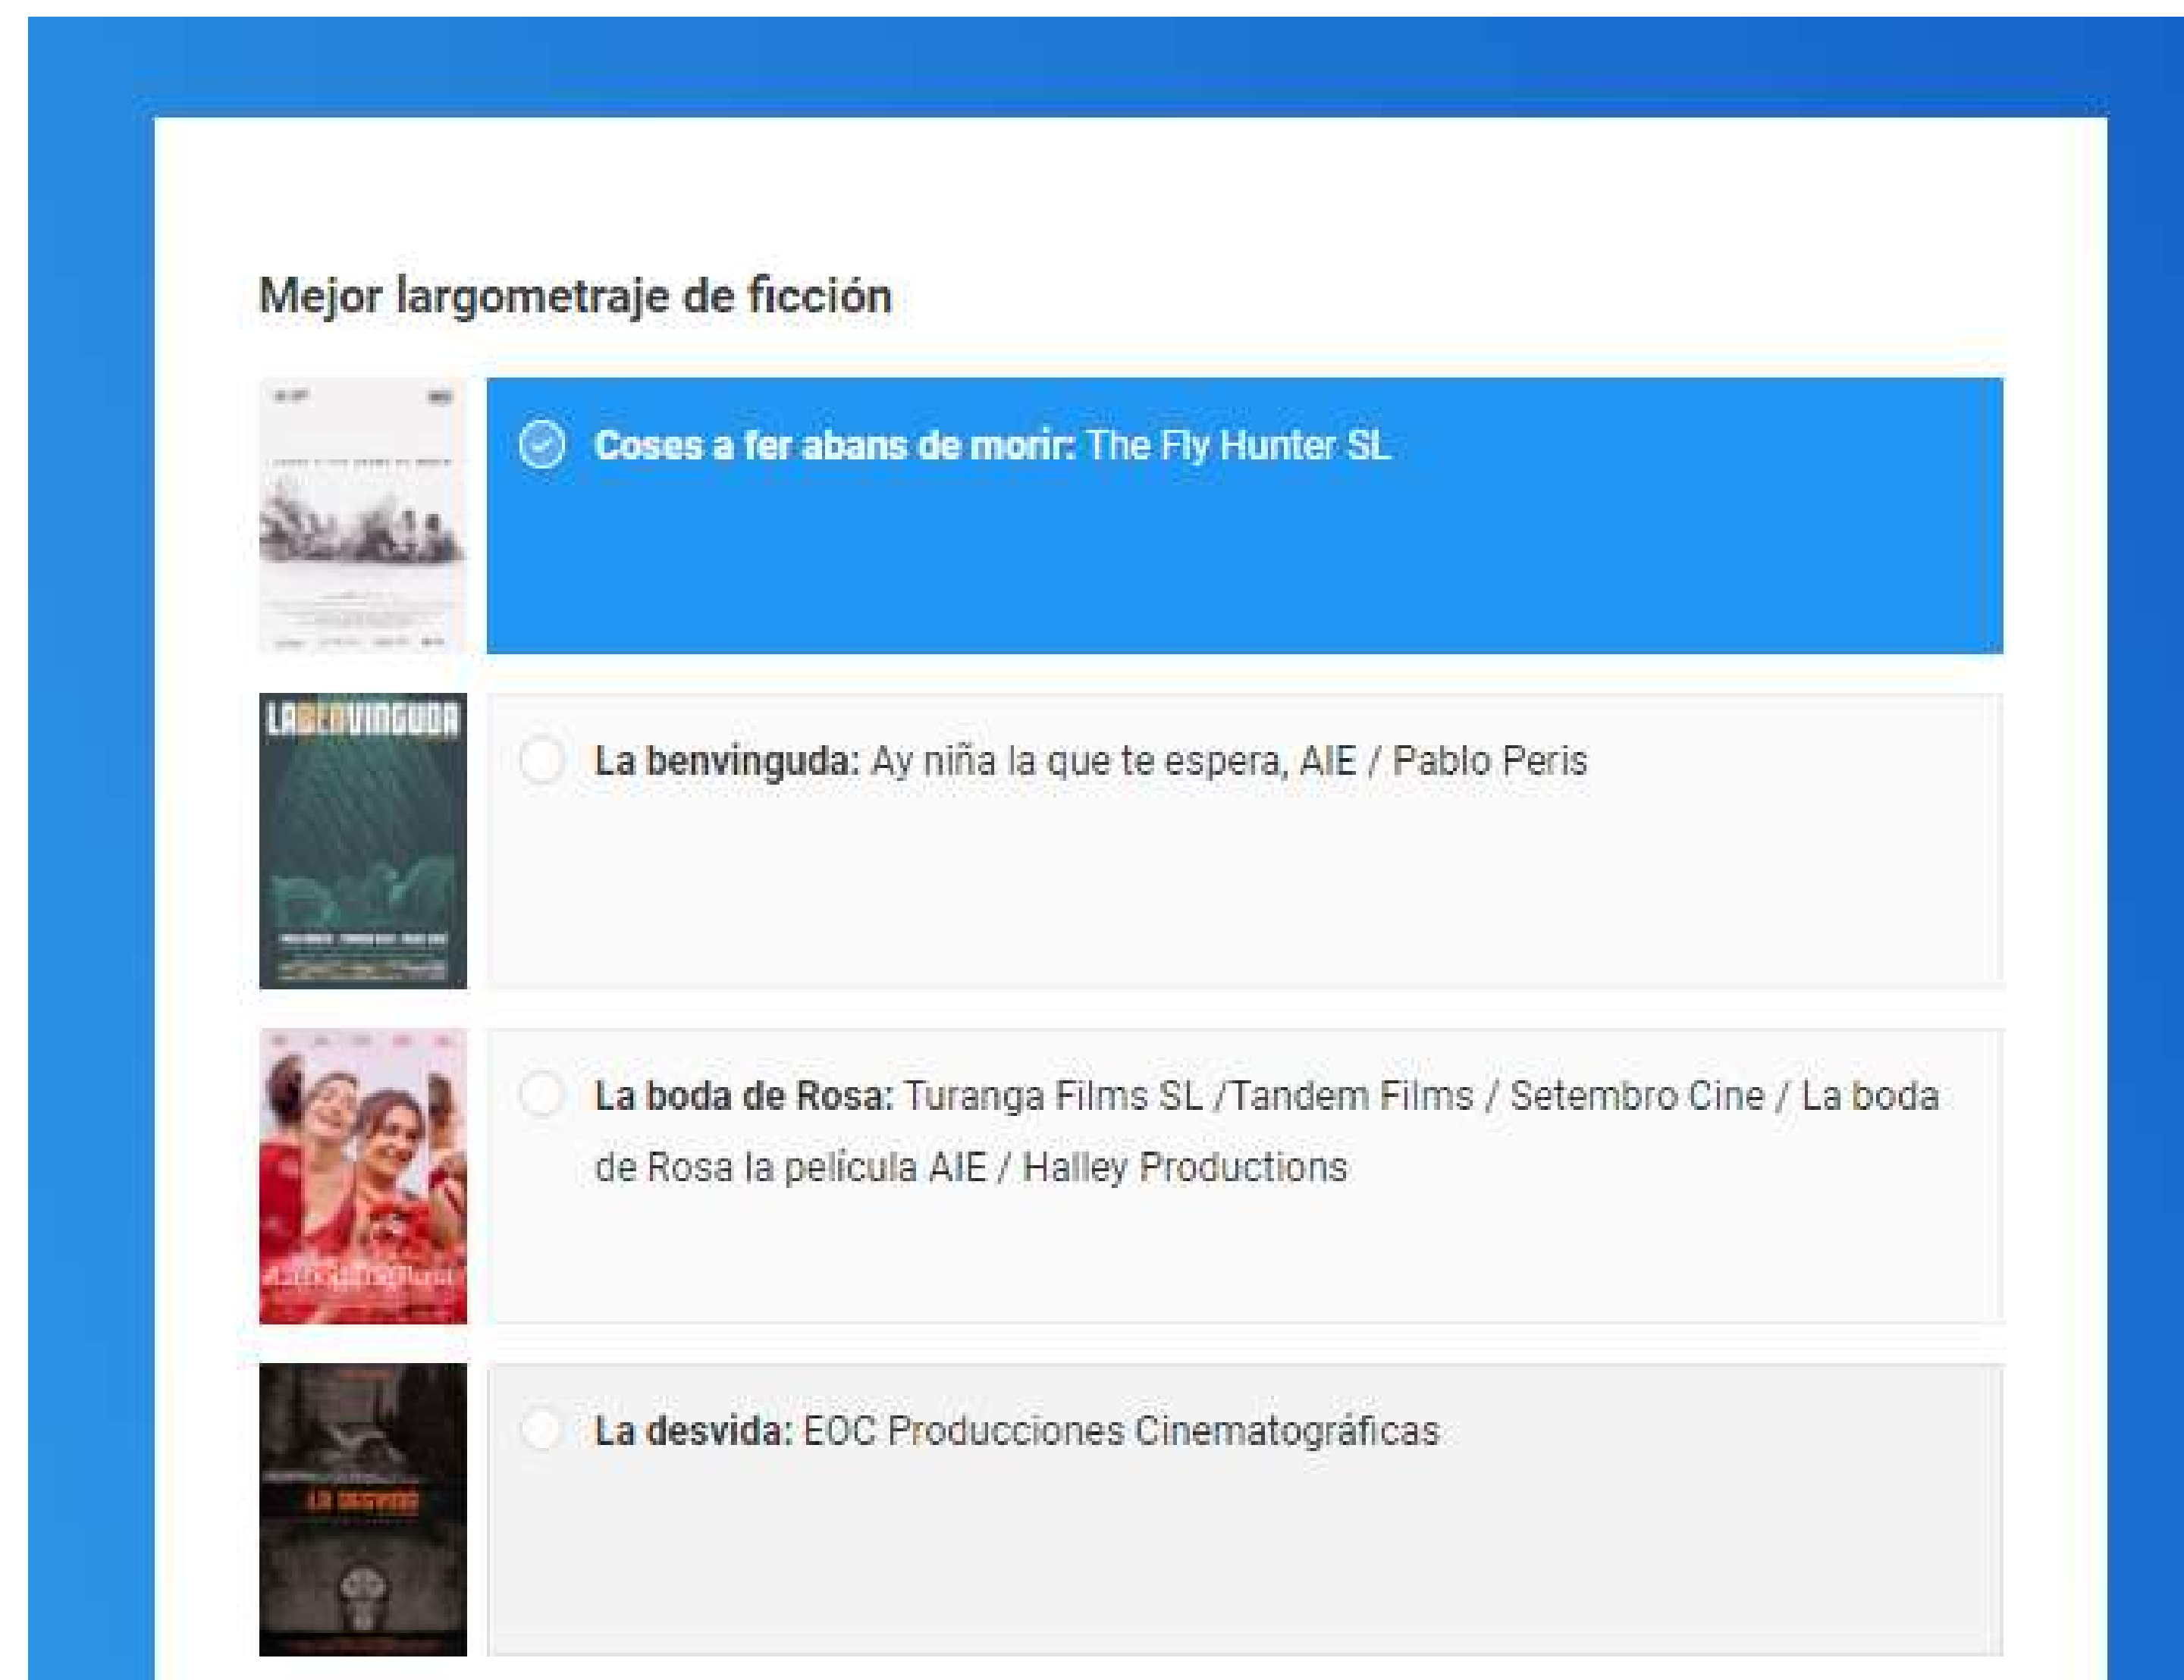 Mejor largometraje de ficción
Coses a fer abans de morir: The Fly Hunter SL
LABENVINGUDA
La benvinguda: Ay niña la que te espera, AIE / Pablo Peris
La boda de Rosa: Turanga Films SL /Tandem Films / Setembro Cine / La boda
de Rosa la película AIE / Halley Productions
La desvida: EOC Producciones Cinematográficas